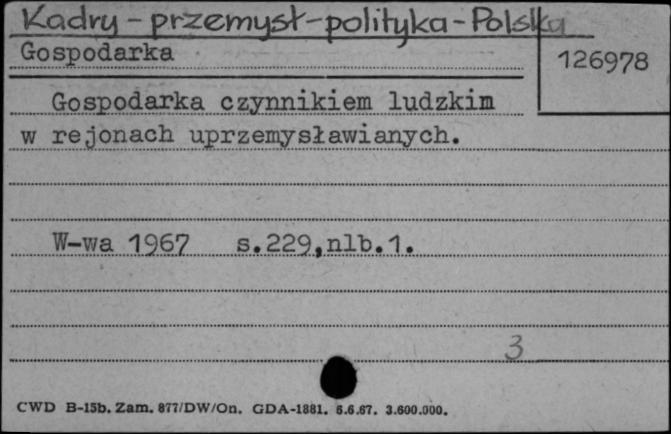 Kadry - przemysł - polityka - Polska
Gospodarka
126978
Gospodarka czynnikiem ludzkim
w rejonach uprzemysławianych.
W-wa 1967 s.229,nlb.1.
3
CWD B-15b. Zam. 877/DW/On. GDA-1881. 6.6.67. 3.600.000.